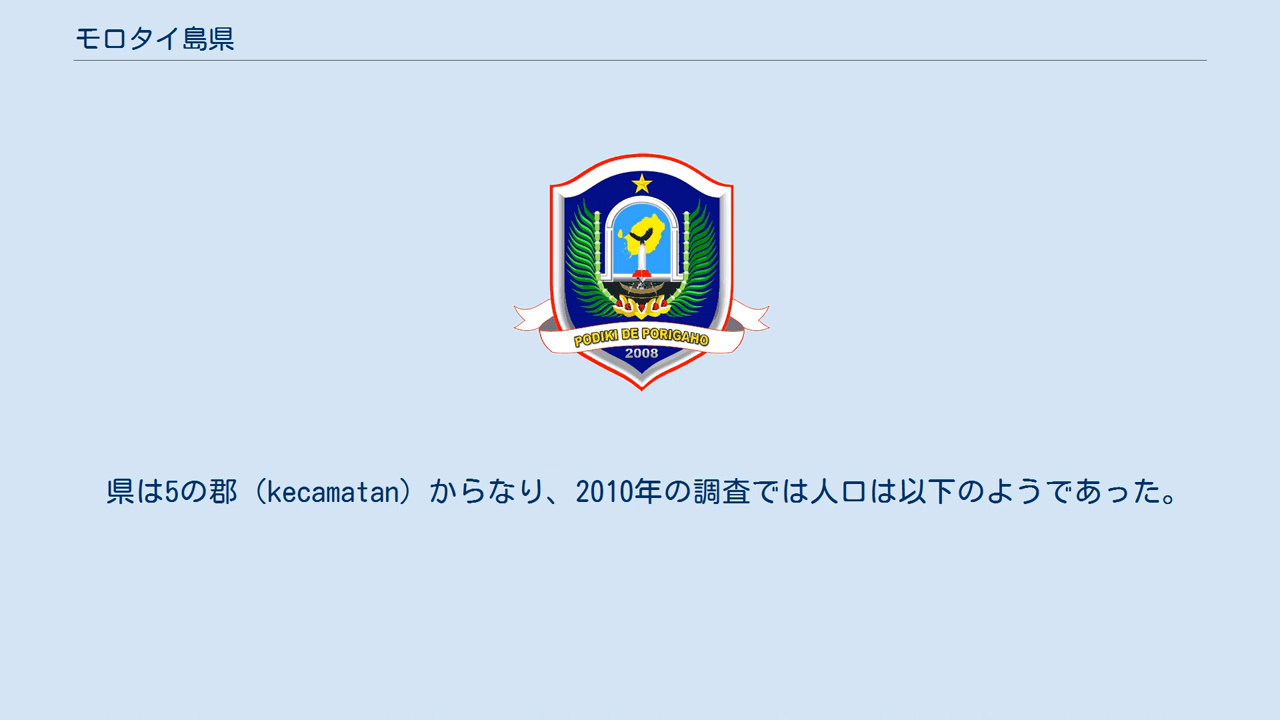 モロタイ島県
PODIKI DE PORIGAHO
2008
県は5の郡（kecamatan）からなり、2010年の調査では人口は以下のようであった。